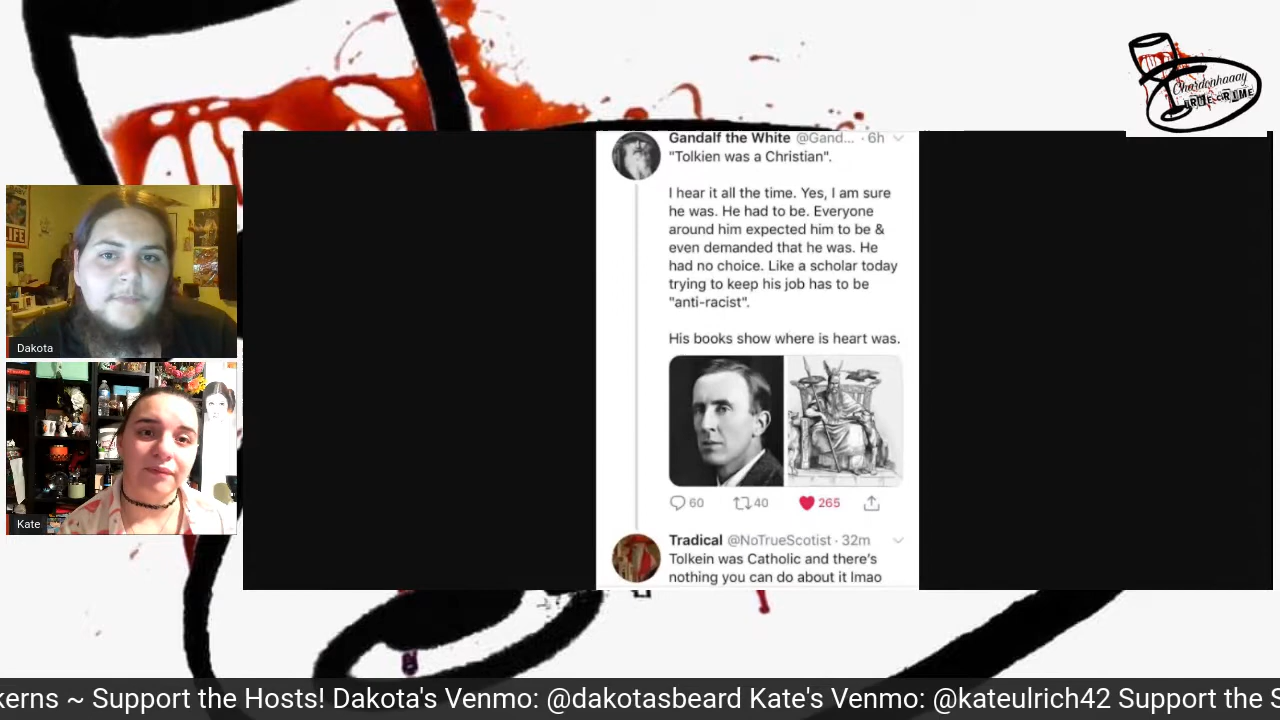 Chardonhaaay
TRUE CRIME
Gandalf the White @Gand... · 6h
"Tolkien was a Christian".
I hear it all the time. Yes, I am sure
he was. He had to be. Everyone
around him expected him to be &
even demanded that he was. He
had no choice. Like a scholar today
trying to keep his job has to be
"anti-racist".
His books show where is heart was.
60 40 265
Tradical @NoTrueScotist · 32m
Tolkein was Catholic and there's
nothing you can do about it lmao
LIFE
Dakota
Kate
kerns ~ Support the Hosts! Dakota's Venmo: @dakotasbeard Kate's Venmo: @kateulrich42 Support the S